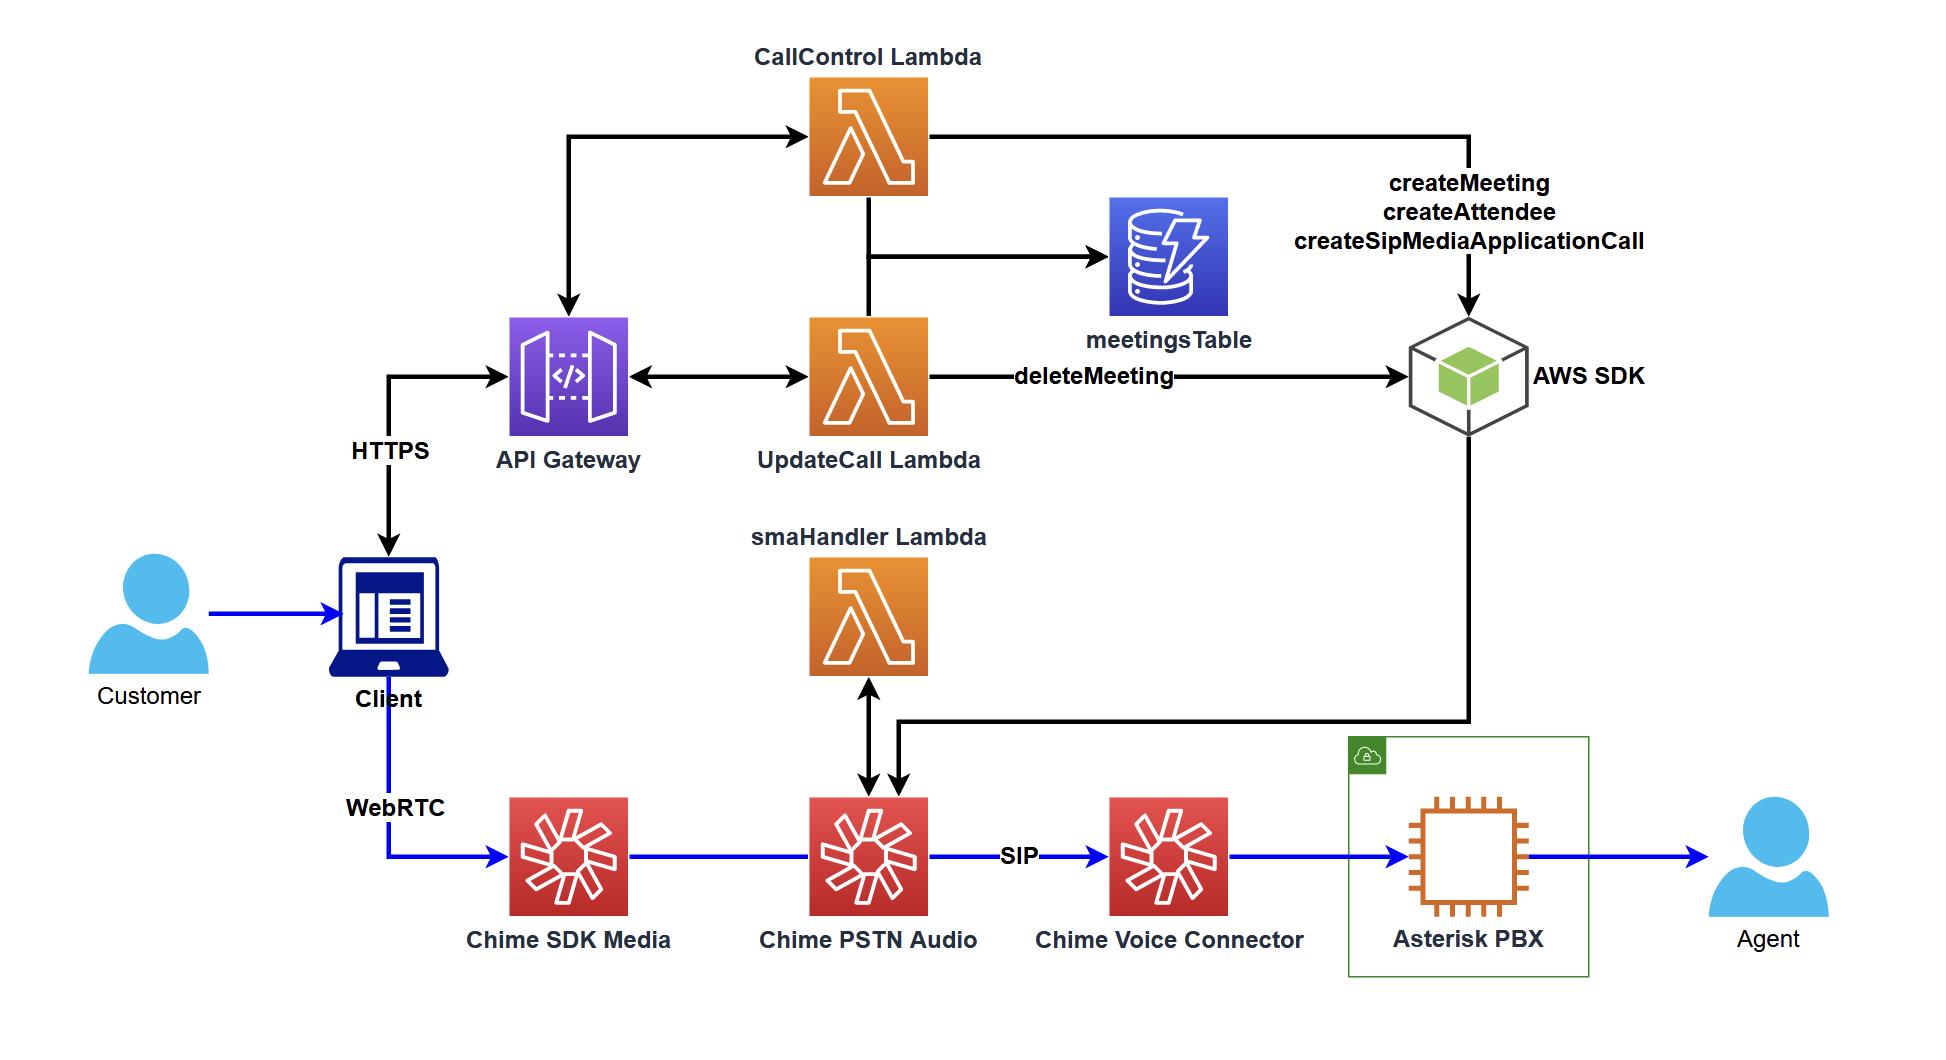 CallControl Lambda
createMeeting
createAttendee
createSipMediaApplicationCall
meetingsTable
deleteMeeting
AWS SDK
HTTPS
API Gateway
UpdateCall Lambda
smaHandler Lambda
Customer
Client
WebRTC
SIP
Chime SDK Media
Chime PSTN Audio
Chime Voice Connector
Asterisk PBX
Agent